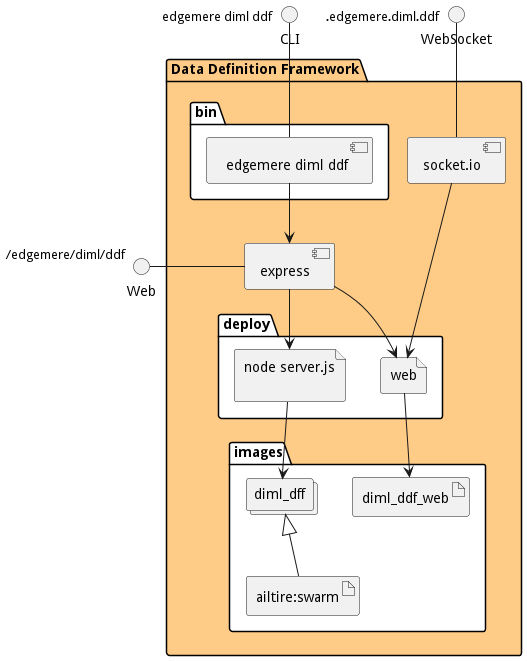 edgemere diml ddf
.edgemere.diml.ddf
CLI
WebSocket
Data Definition Framework
bin
edgemere diml ddf
socket.io
/edgemere/diml/ddf
Web
express
deploy
node server.js
web
images
diml_dff
diml_ddf_web
ailtire:swarm